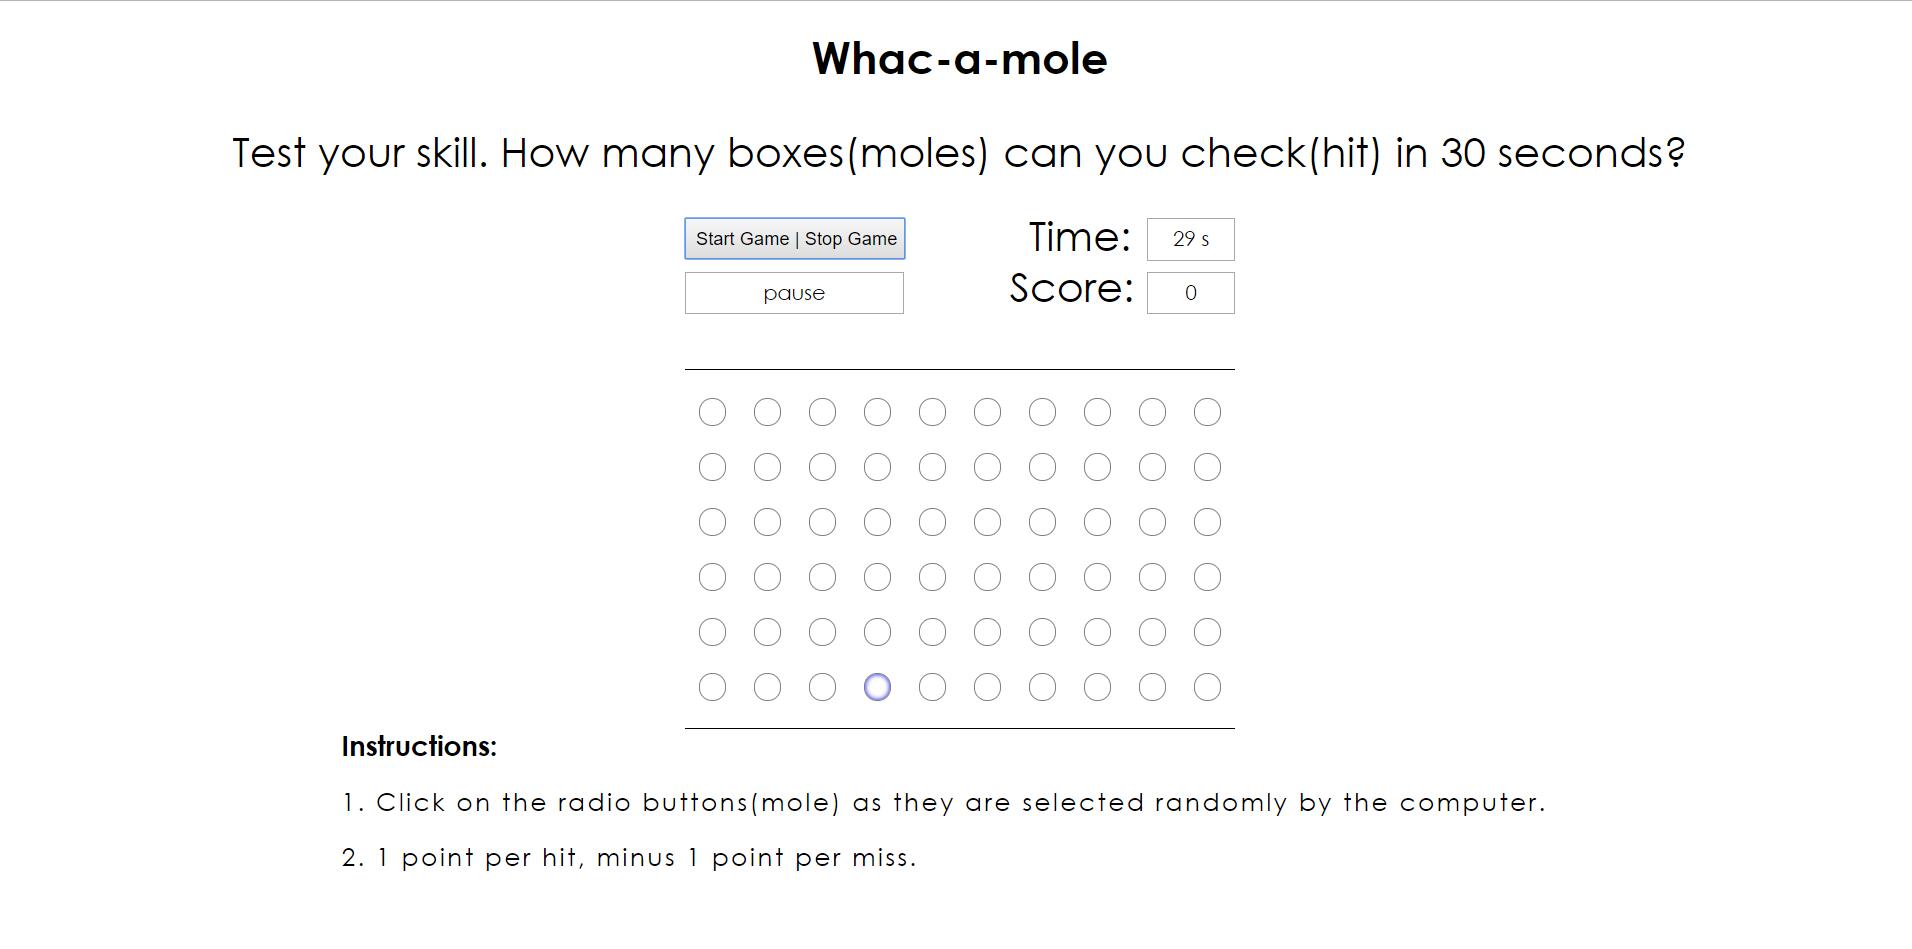 Whac-a-mole
Test your skill. How many boxes(moles) can you check(hit) in 30 seconds?
Start Game | Stop Game
Time: 29 s
pause
Score: 0
Instructions:
1. Click on the radio buttons(mole) as they are selected randomly by the computer.
2. 1 point per hit, minus 1 point per miss.